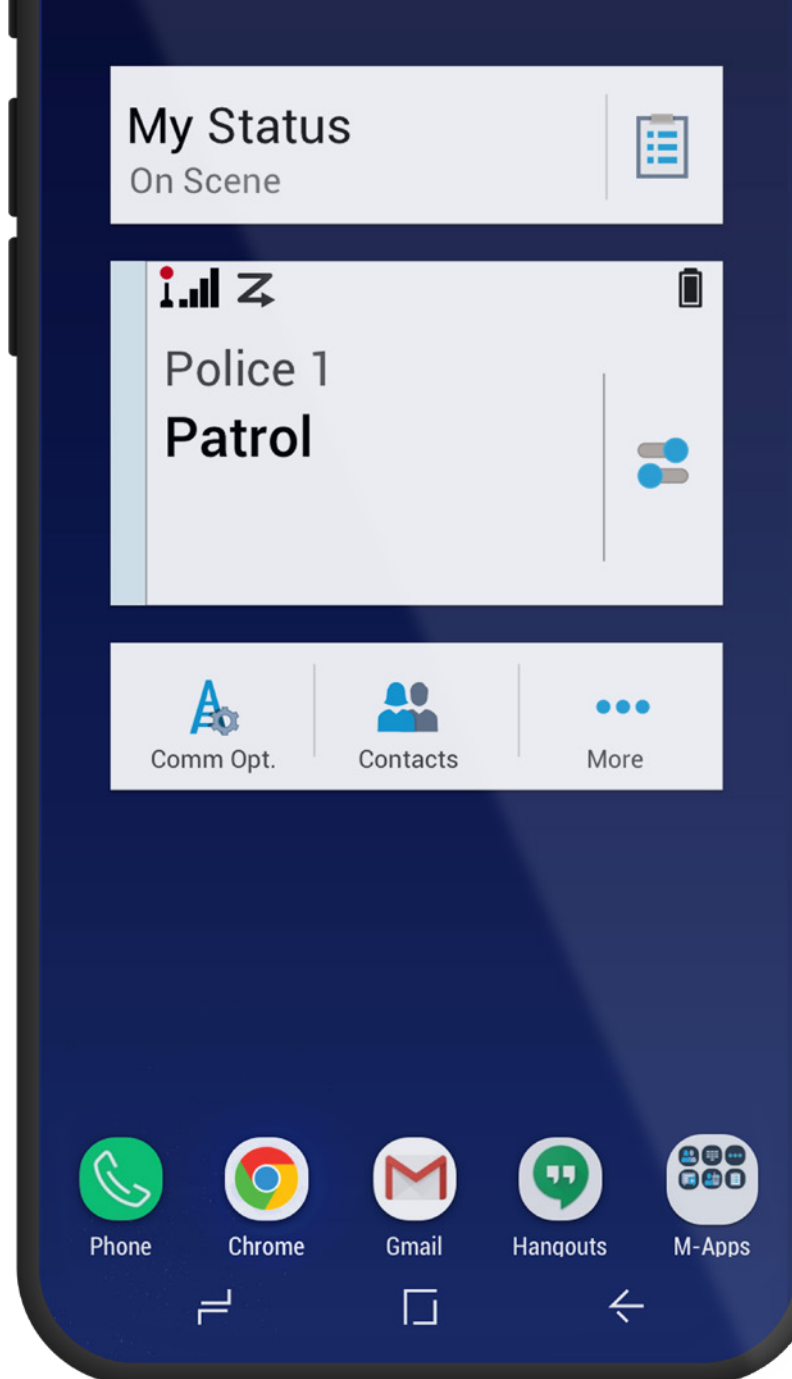 My Status
On Scene
Police 1
Patrol
Comm Opt.
Contacts
More
Phone
Chrome
Gmail
Hangouts
M-Apps